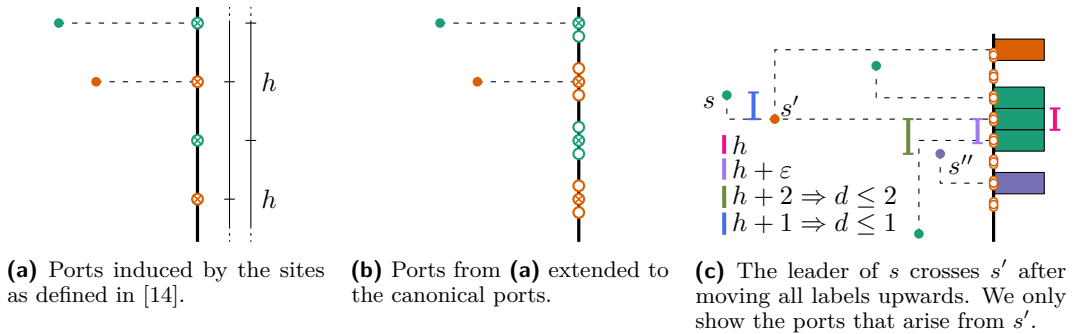 h
h
s
s′
s′′
h
h + ε
h + 2 ⇒ d ≤ 2
h + 1 ⇒ d ≤ 1
(a) Ports induced by the sites
as defined in [14].
(b) Ports from (a) extended to
the canonical ports.
(c) The leader of s crosses s′ after
moving all labels upwards. We only
show the ports that arise from s′.
h